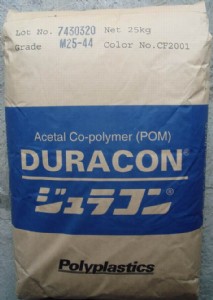 Lot No. 7430320 Net 25kg
Grade M25-44 Color No.CF2001
Acetal Co-polymer (POM)
DURACON®
ジュラコン®
Polyplastics